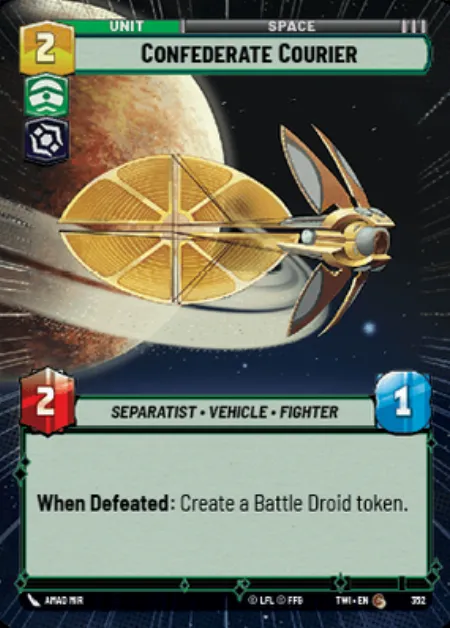 UNIT SPACE
2 CONFEDERATE COURIER
2 SEPARATIST • VEHICLE • FIGHTER 1
When Defeated: Create a Battle Droid token.
AMAD MIR © LFL © FFG TWI • EN 352